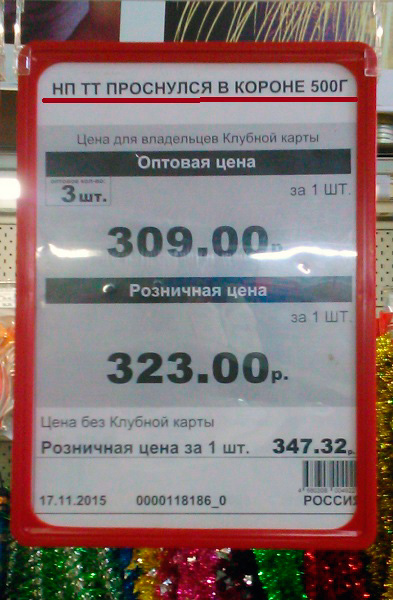 НП ТТ ПРОСНУЛСЯ В КОРОНЕ 500Г
Цена для владельцев Клубной карты
Оптовая цена
3 шт.
за 1 ШТ.
309.00р.
Розничная цена
за 1 ШТ.
323.00р.
Цена без Клубной карты
Розничная цена за 1 шт. 347.32р.
17.11.2015 0000118186_0 РОССИЯ